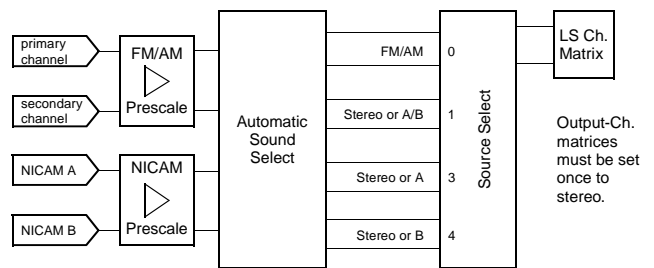 primary
channel
secondary
channel
NICAM A
NICAM B
FM/AM
Prescale
NICAM
Prescale
Automatic
Sound
Select
FM/AM
Stereo or A/B
Stereo or A
Stereo or B
0
1
3
4
Source Select
LS Ch.
Matrix
Output-Ch.
matrices
must be set
once to
stereo.